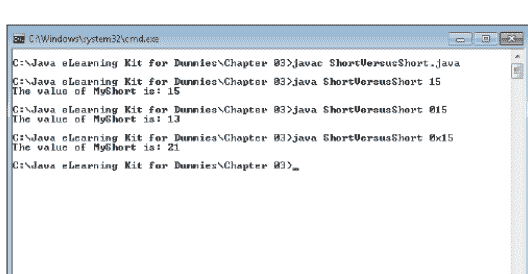 C:\Windows\system32\cmd.exe
C:\Java eLearning Kit for Dummies\Chapter 03>javac ShortVersusShort.java
C:\Java eLearning Kit for Dummies\Chapter 03>java ShortVersusShort 15
The value of MyShort is: 15
C:\Java eLearning Kit for Dummies\Chapter 03>java ShortVersusShort 015
The value of MyShort is: 13
C:\Java eLearning Kit for Dummies\Chapter 03>java ShortVersusShort 0x15
The value of MyShort is: 21
C:\Java eLearning Kit for Dummies\Chapter 03>_